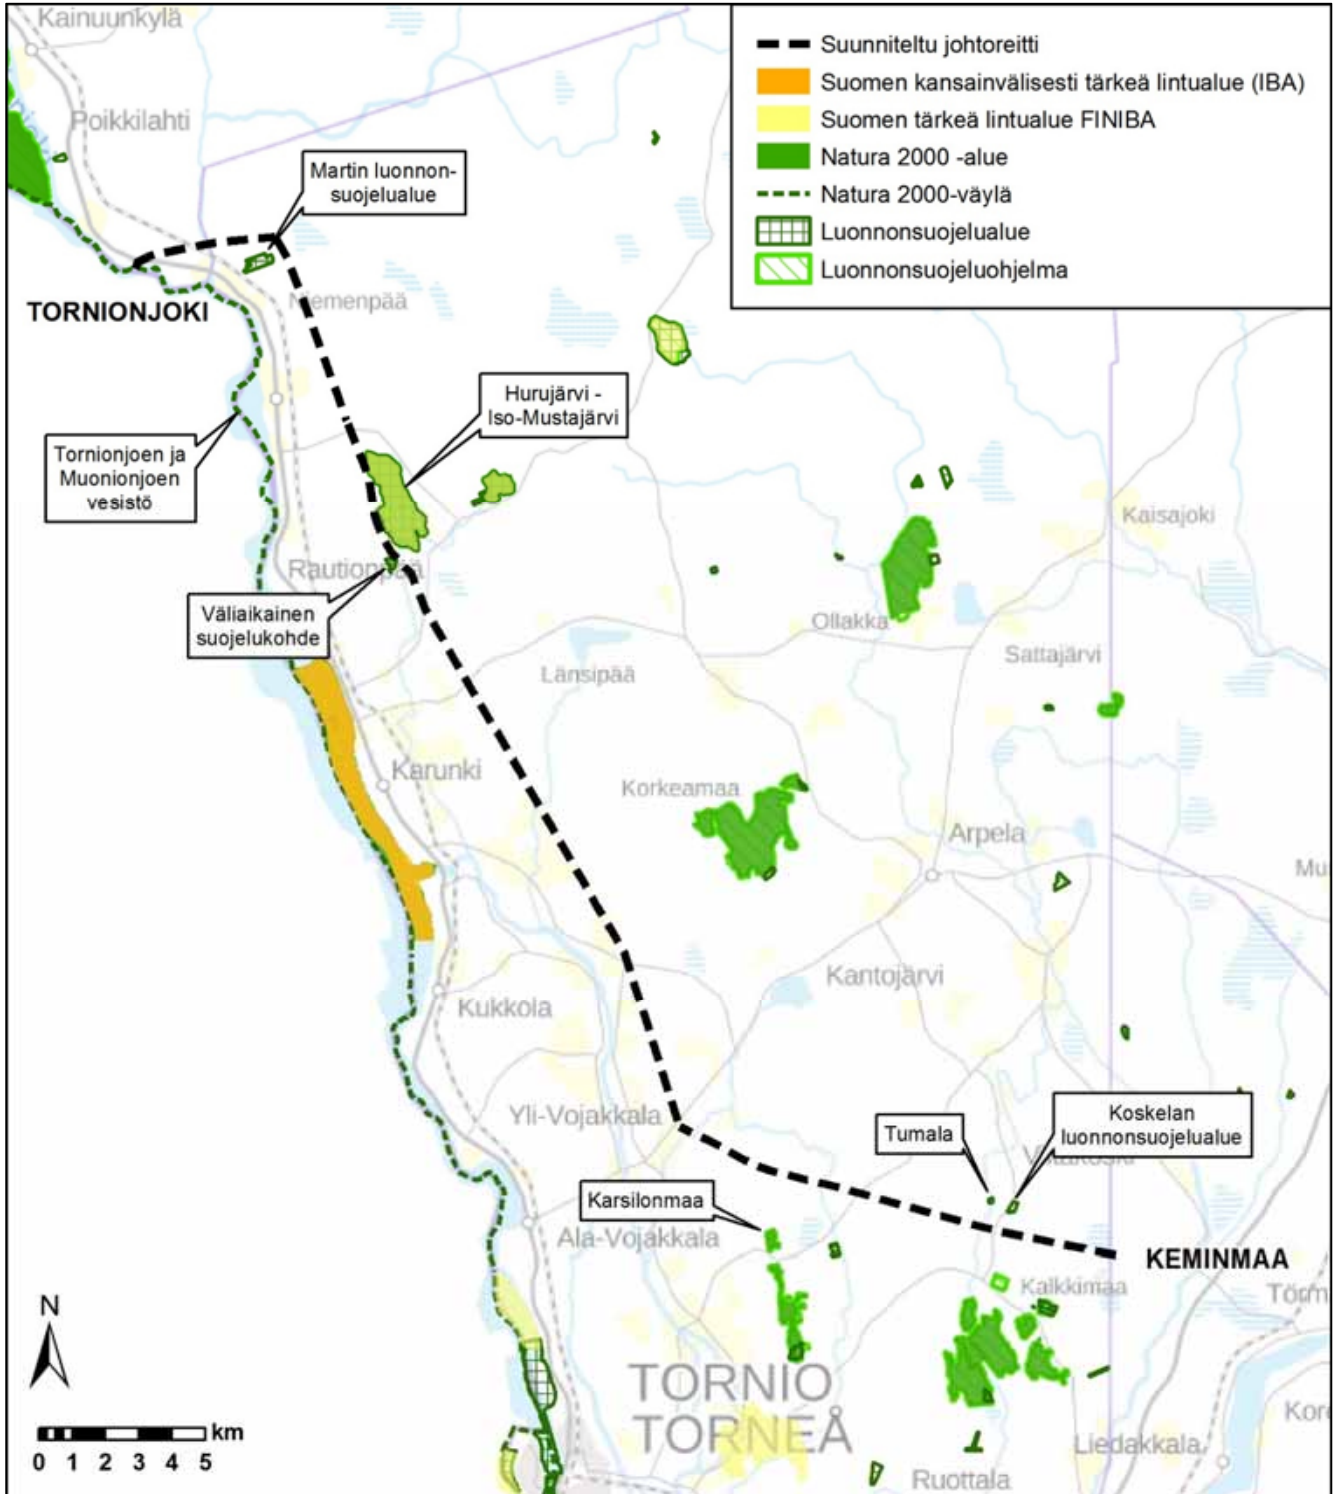 Kainuunkylä
Poikkilahti
Suunniteltu johtoreitti
Suomen kansainvälisesti tärkeä lintualue (IBA)
Suomen tärkeä lintualue FINIBA
Natura 2000 -alue
Natura 2000-väylä
Luonnonsuojelualue
Luonnonsuojeluohjelma
Martin luonnon-
suojelualue
TORNIONJOKI
Niemenpää
Hurujärvi -
Iso-Mustajärvi
Tornionjoen ja
Muonionjoen
vesistö
Kaisajoki
Rautionpää
Väliaikainen
suojelukohde
Ollakka
Sattajärvi
Länsipää
Karunki
Korkeamaa
Arpela
Kantojärvi
Kukkola
Yli-Vojakkala
Tumala
Koskelan
luonnonsuojelualue
Karsilonmaa
Ala-Vojakkala
KEMINMAA
Kalkkimaa
Törm
N
TORNIO
TORNEÅ
km
0 1 2 3 4 5
Liedakkala
Ruottala